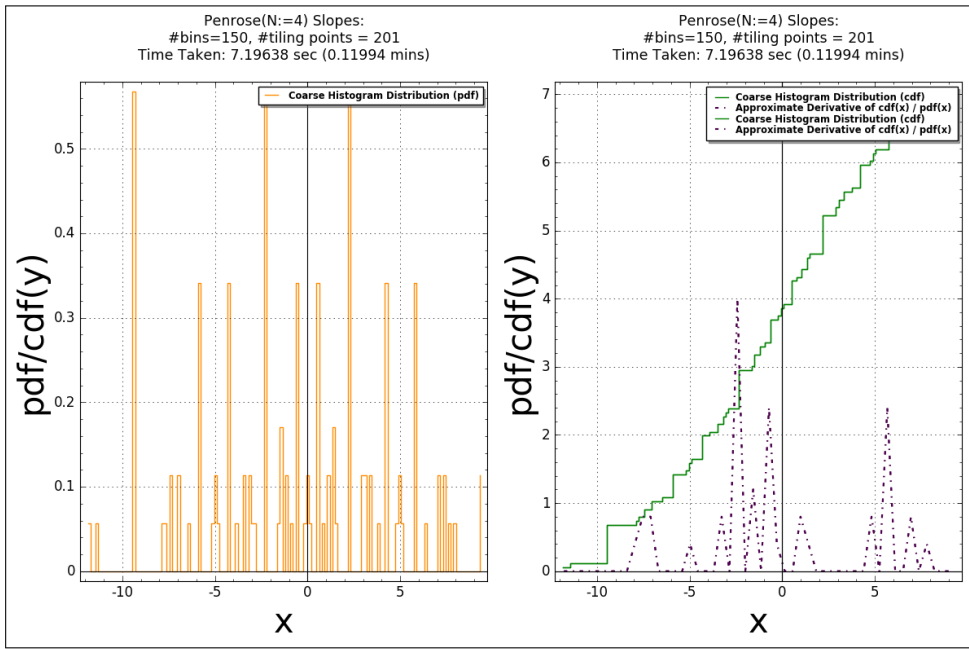 Penrose(N:=4) Slopes:
#bins=150, #tiling points = 201
Time Taken: 7.19638 sec (0.11994 mins)
Coarse Histogram Distribution (pdf)
0.5
0.4
0.3
0.2
0.1
0
-10
-5
0
5
pdf/cdf(y)
x
Penrose(N:=4) Slopes:
#bins=150, #tiling points = 201
Time Taken: 7.19638 sec (0.11994 mins)
Coarse Histogram Distribution (cdf)
Approximate Derivative of cdf(x) / pdf(x)
Coarse Histogram Distribution (cdf)
Approximate Derivative of cdf(x) / pdf(x)
7
6
5
4
3
2
1
0
-10
-5
0
5
pdf/cdf(y)
x